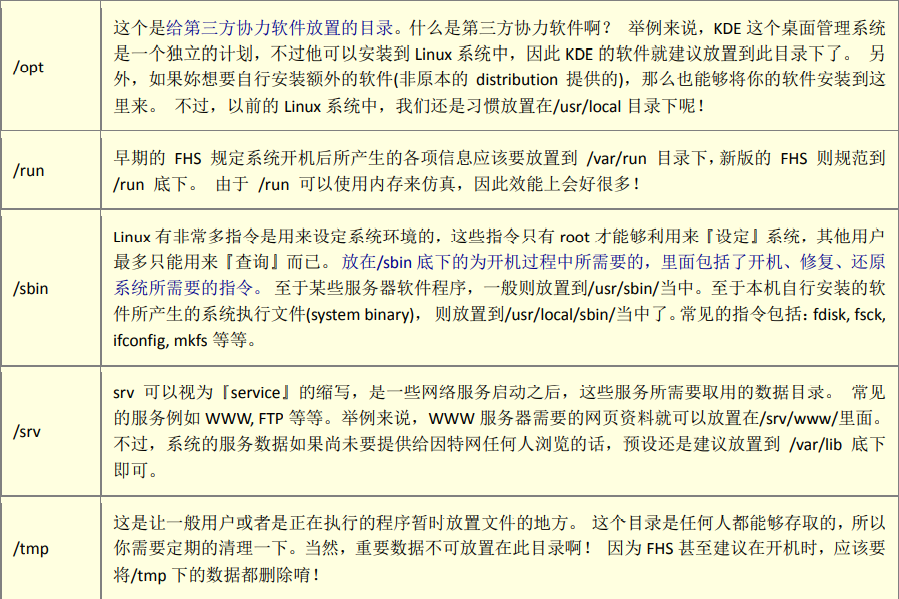 /opt
这个是给第三方协力软件放置的目录。什么是第三方协力软件啊？ 举例来说，KDE 这个桌面管理系统
是一个独立的计划，不过他可以安装到 Linux 系统中，因此 KDE 的软件就建议放置到此目录下了。 另
外，如果妳想要自行安装额外的软件(非原本的 distribution 提供的)，那么也能够将你的软件安装到这
里来。 不过，以前的 Linux 系统中，我们还是习惯放置在/usr/local 目录下呢！
/run
早期的 FHS 规定系统开机后所产生的各项信息应该要放置到 /var/run 目录下，新版的 FHS 则规范到
/run 底下。 由于 /run 可以使用内存来仿真，因此效能上会好很多！
/sbin
Linux 有非常多指令是用来设定系统环境的，这些指令只有 root 才能够利用来『设定』系统，其他用户
最多只能用来『查询』而已。 放在/sbin 底下的为开机过程中所需要的，里面包括了开机、修复、还原
系统所需要的指令。 至于某些服务器软件程序，一般则放置到/usr/sbin/当中。至于本机自行安装的软
件所产生的系统执行文件(system binary)， 则放置到/usr/local/sbin/当中了。常见的指令包括：fdisk, fsck,
ifconfig, mkfs 等等。
/srv
srv 可以视为『service』的缩写，是一些网络服务启动之后，这些服务所需要取用的数据目录。 常见
的服务例如 WWW, FTP 等等。举例来说，WWW 服务器需要的网页资料就可以放置在/srv/www/里面。
不过，系统的服务数据如果尚未要提供给因特网任何人浏览的话，预设还是建议放置到 /var/lib 底下
即可。
/tmp
这是让一般用户或者是正在执行的程序暂时放置文件的地方。 这个目录是任何人都能够存取的，所以
你需要定期的清理一下。当然，重要数据不可放置在此目录啊！ 因为 FHS 甚至建议在开机时，应该要
将/tmp 下的数据都删除唷！